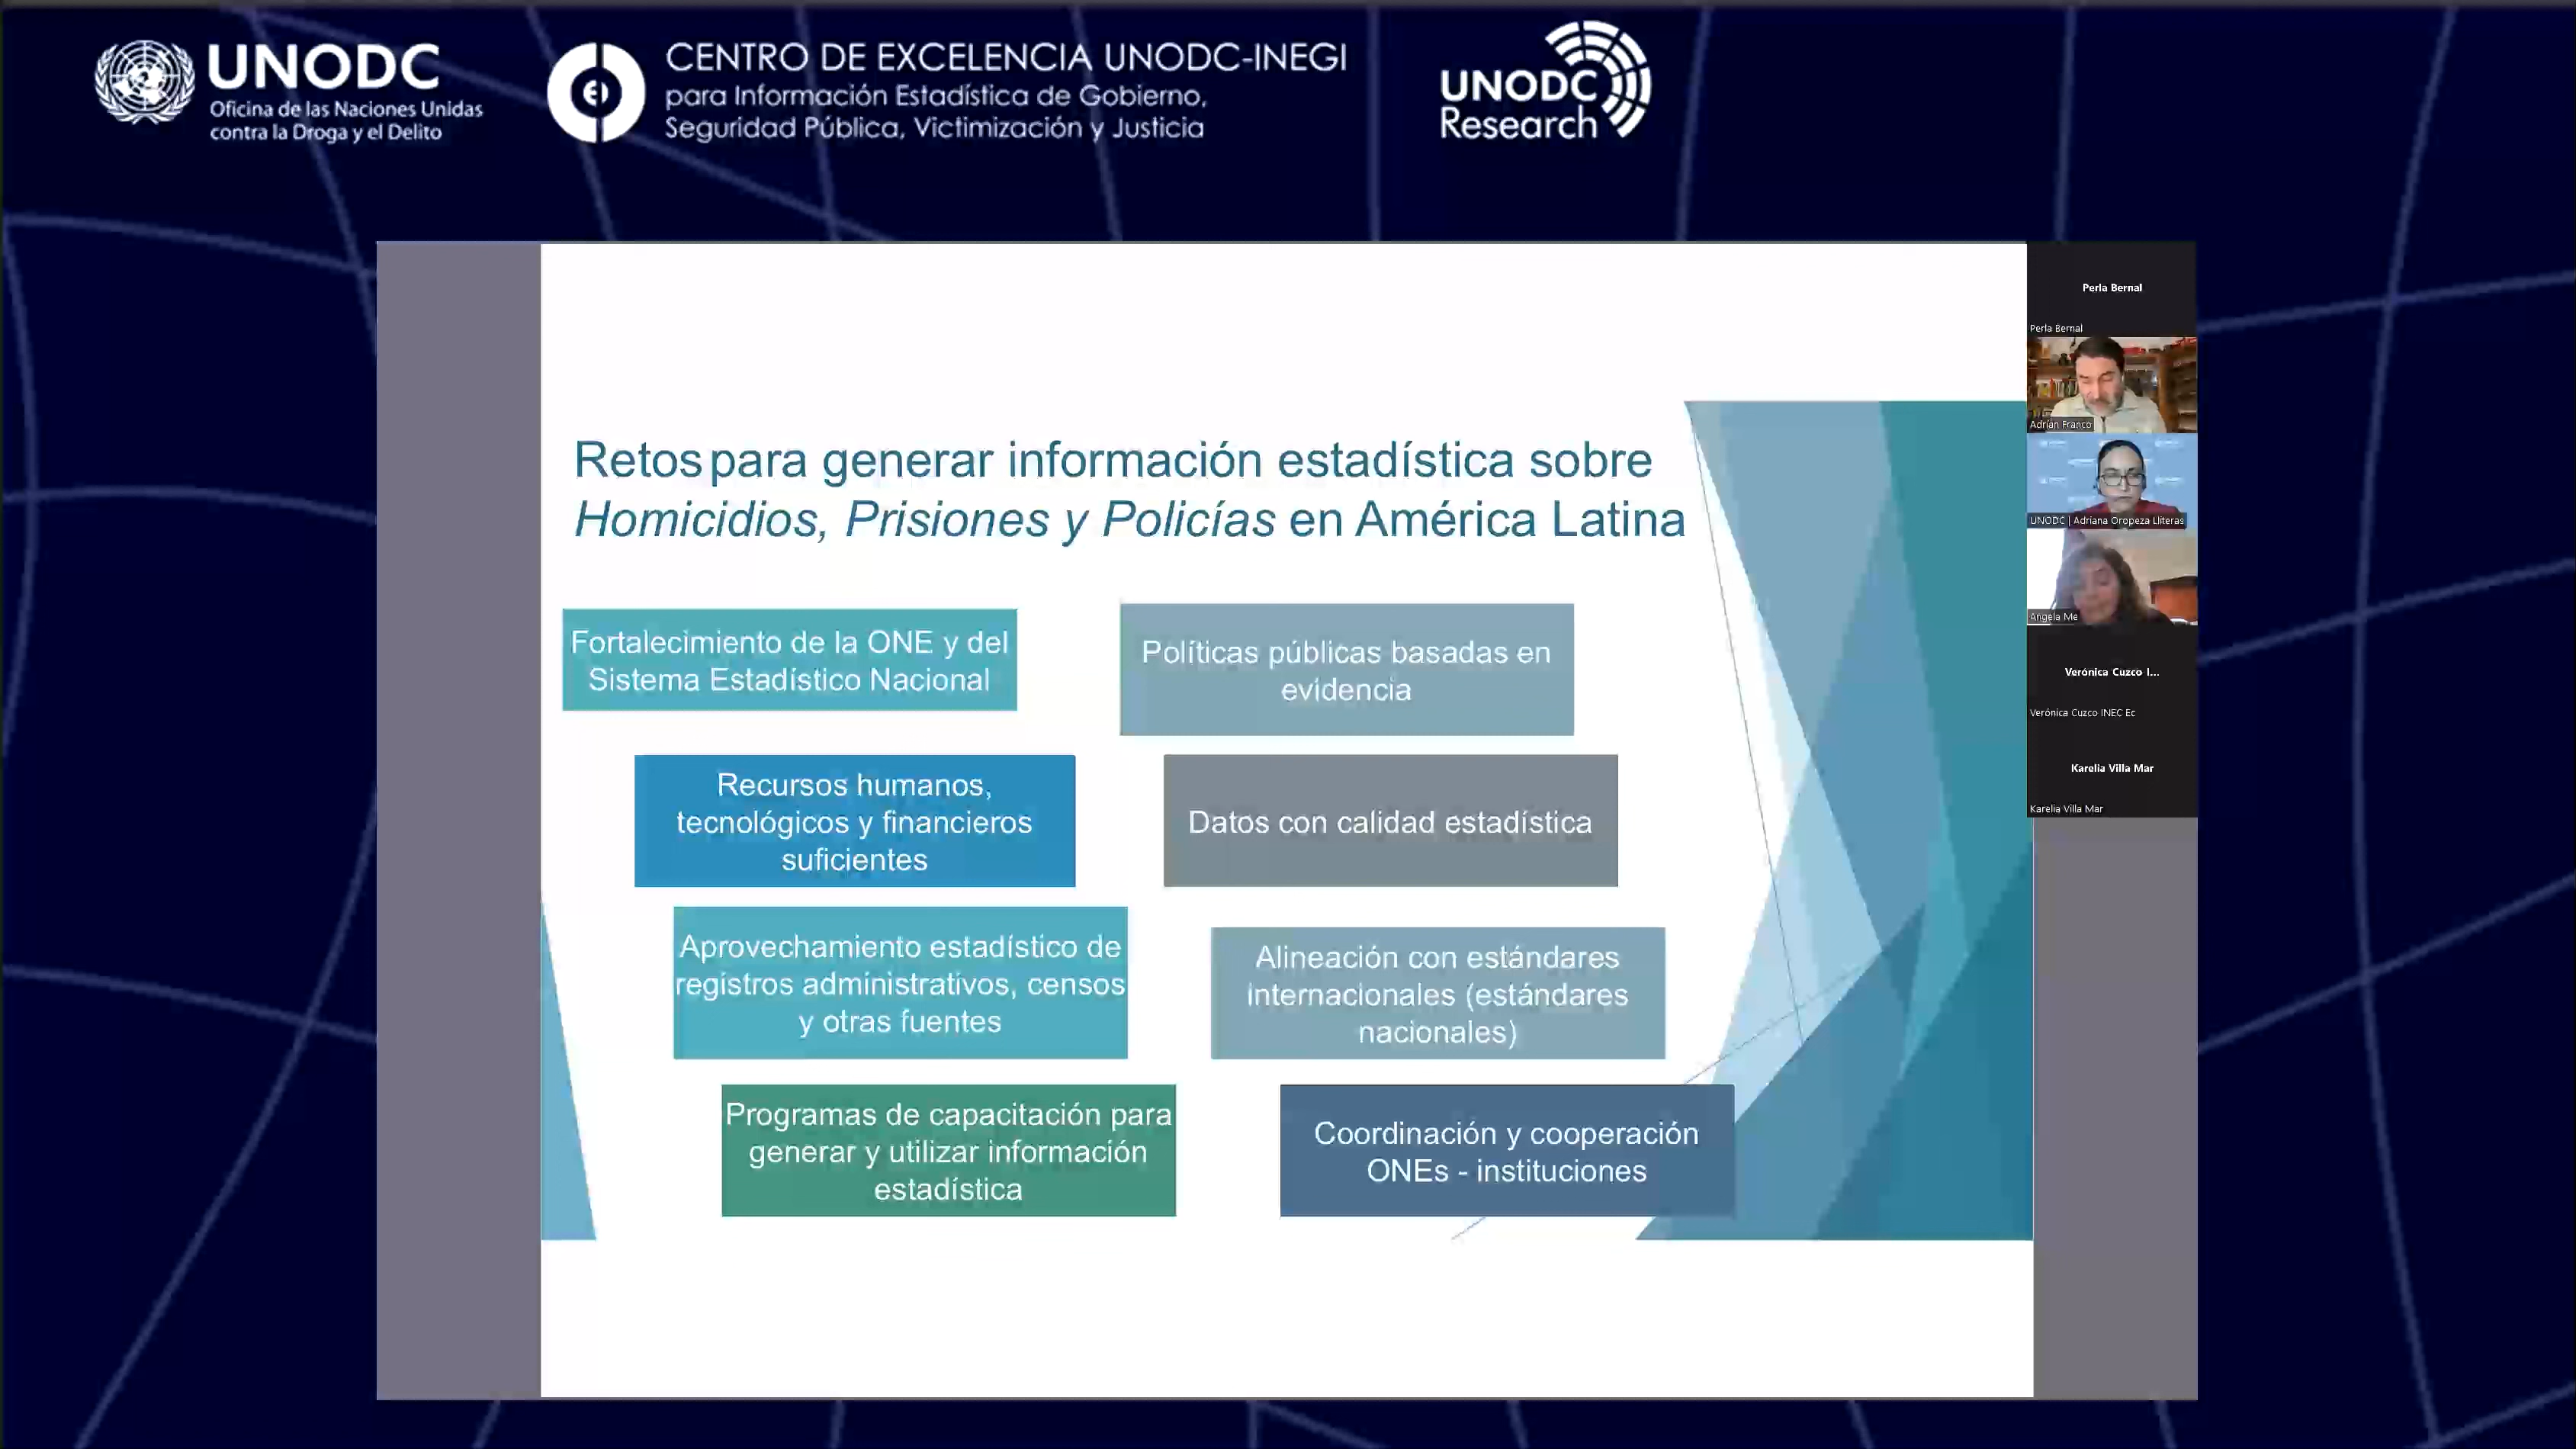 UNODC
Oficina de las Naciones Unidas
contra la Droga y el Delito
CENTRO DE EXCELENCIA UNODC-INEGI
para Información Estadística de Gobierno,
Seguridad Pública, Victimización y Justicia
UNODC
Research
Retos para generar información estadística sobre
Homicidios, Prisiones y Policías en América Latina
Fortalecimiento de la ONE y del
Sistema Estadístico Nacional
Políticas públicas basadas en
evidencia
Recursos humanos,
tecnológicos y financieros
suficientes
Datos con calidad estadística
Aprovechamiento estadístico de
registros administrativos, censos
y otras fuentes
Alineación con estándares
internacionales (estándares
nacionales)
Programas de capacitación para
generar y utilizar información
estadística
Coordinación y cooperación
ONEs - instituciones
Perla Bernal
Perla Bernal
Adrián Franco
UNODC | Adriana Oropeza Lliteras
Angela Me
Verónica Cuzco I...
Verónica Cuzco INEC Ec
Karelia Villa Mar
Karelia Villa Mar